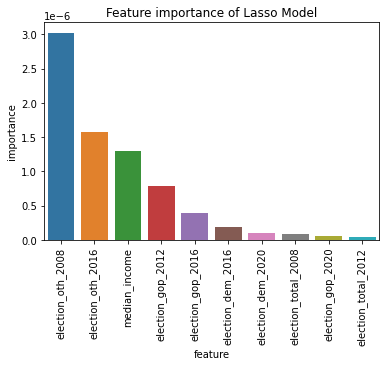 Feature importance of Lasso Model
1e−6
3.0
2.5
2.0
1.5
1.0
0.5
0.0
importance
election_oth_2008
election_oth_2016
median_income
election_gop_2012
election_gop_2016
election_dem_2016
election_dem_2020
election_total_2008
election_gop_2020
election_total_2012
feature